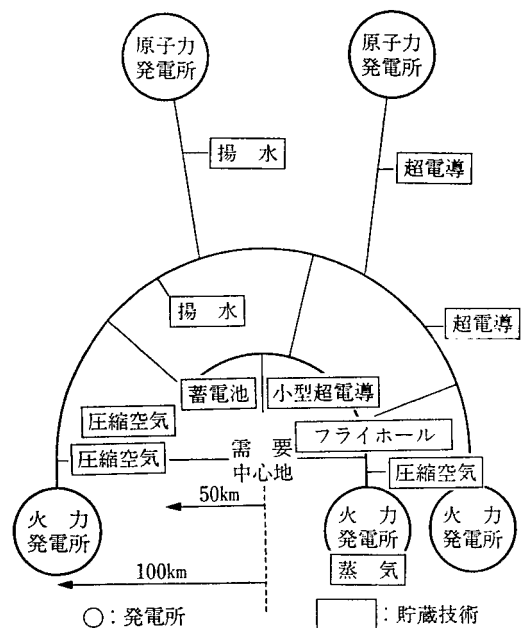 原子力
発電所
原子力
発電所
揚 水
超電導
揚 水
超電導
蓄電池
小型超電導
圧縮空気
フライホール
圧縮空気
需 要
中心地
圧縮空気
50km
火 力
発電所
火 力
発電所
火 力
発電所
蒸 気
100km
○：発電所
：貯蔵技術